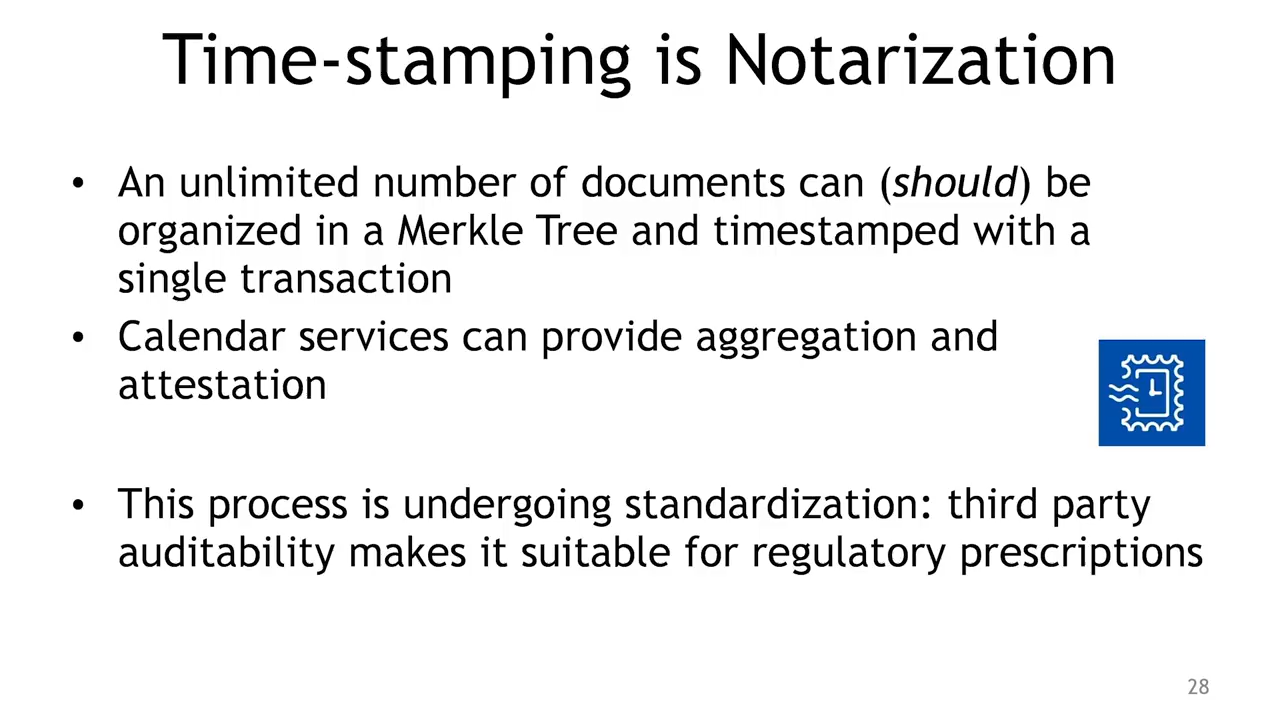 Time-stamping is Notarization
• An unlimited number of documents can (should) be
organized in a Merkle Tree and timestamped with a
single transaction
• Calendar services can provide aggregation and
attestation
• This process is undergoing standardization: third party
auditability makes it suitable for regulatory prescriptions
28